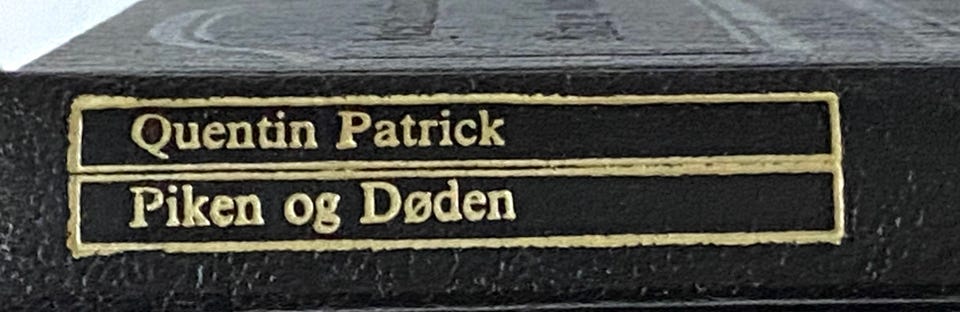 Quentin Patrick
Piken og Døden